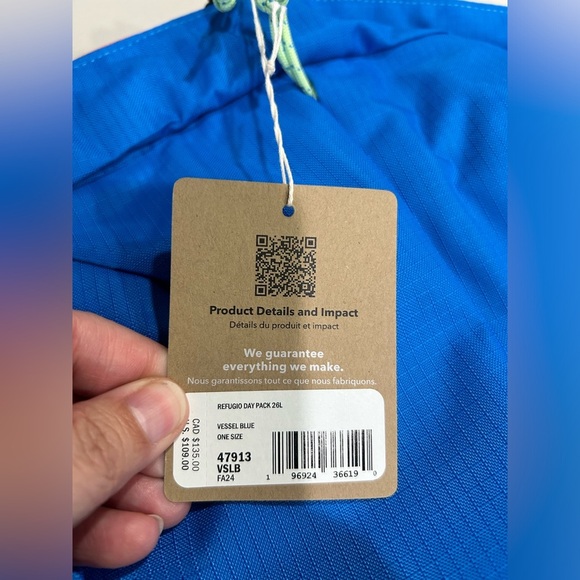 Product Details and Impact
Détails du produit et impact
We guarantee
everything we make.
Nous garantissons tout ce que nous fabriquons.
REFUGIO DAY PACK 26L
VESSEL BLUE
ONE SIZE
47913
VSLB
FA24
1 96924 36619 0
CAD $135.00
U.S. $109.00